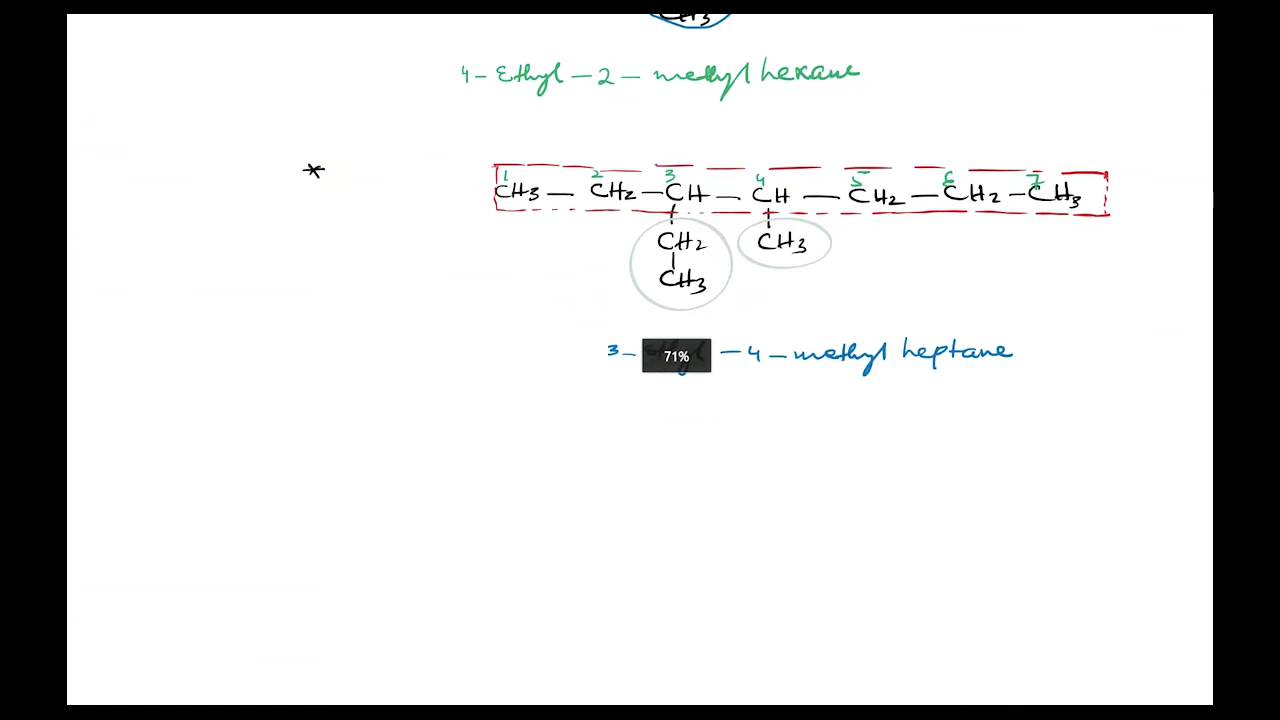 4 - Ethyl - 2 - methyl hexane
*
1 2 3 4 5 6 7
CH3 — CH2 — CH — CH — CH2 — CH2 — CH3
CH2 CH3
CH3
3 - 71% - 4 - methyl heptane